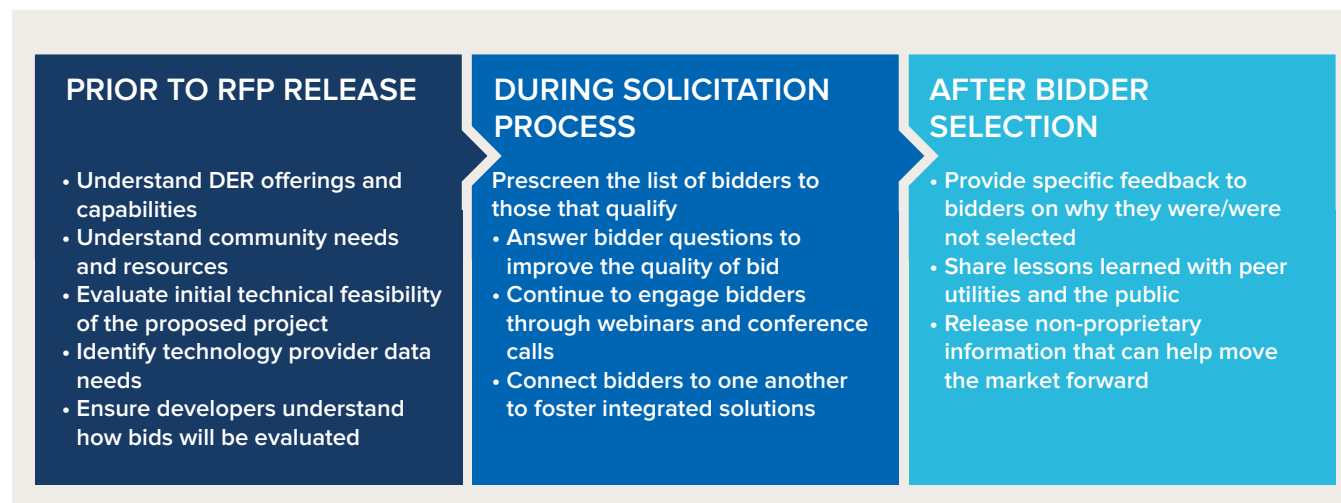 PRIOR TO RFP RELEASE
• Understand DER offerings and
capabilities
• Understand community needs
and resources
• Evaluate initial technical feasibility
of the proposed project
• Identify technology provider data
needs
• Ensure developers understand
how bids will be evaluated
DURING SOLICITATION
PROCESS
Prescreen the list of bidders to
those that qualify
• Answer bidder questions to
improve the quality of bid
• Continue to engage bidders
through webinars and conference
calls
• Connect bidders to one another
to foster integrated solutions
AFTER BIDDER
SELECTION
• Provide specific feedback to
bidders on why they were/were
not selected
• Share lessons learned with peer
utilities and the public
• Release non-proprietary
information that can help move
the market forward